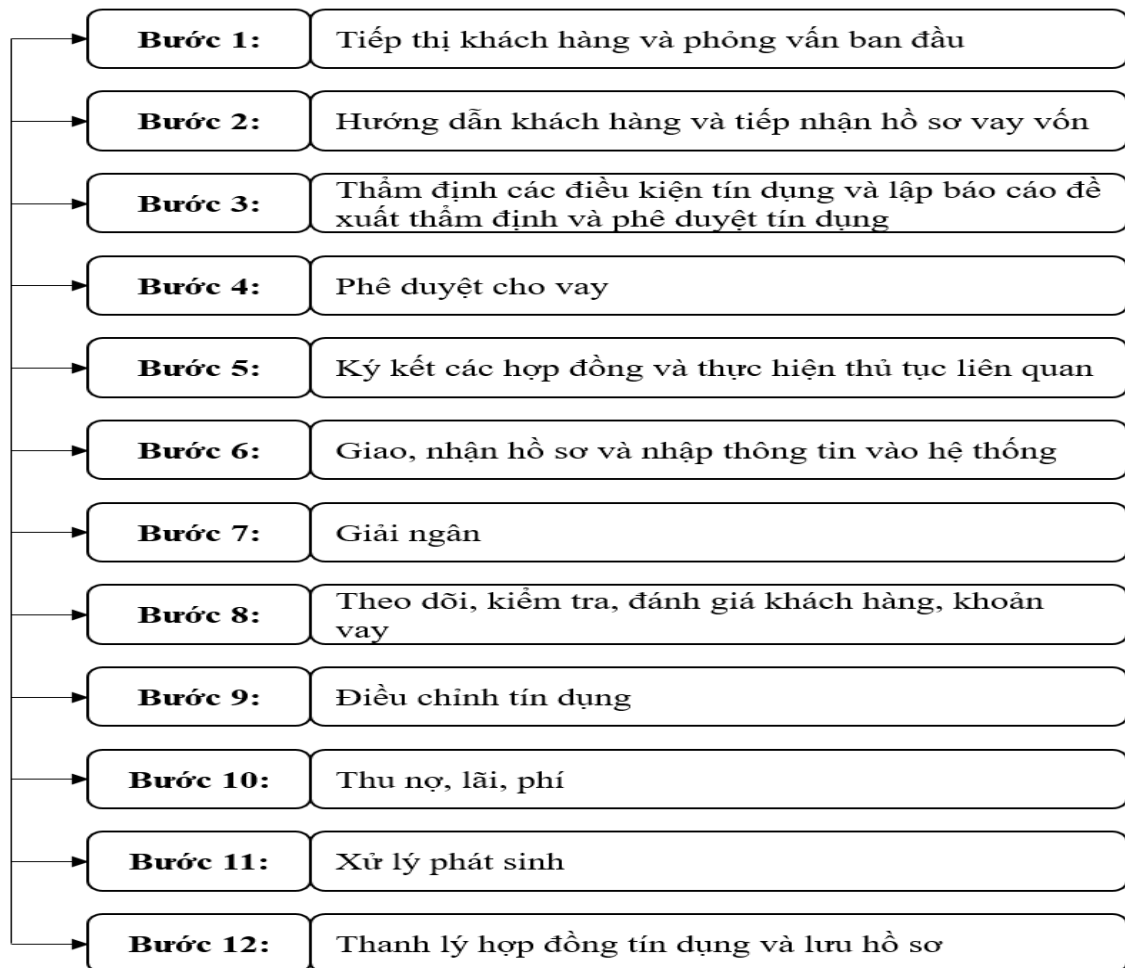 Bước 1: Tiếp thị khách hàng và phỏng vấn ban đầu
Bước 2: Hướng dẫn khách hàng và tiếp nhận hồ sơ vay vốn
Bước 3: Thẩm định các điều kiện tín dụng và lập báo cáo đề
xuất thẩm định và phê duyệt tín dụng
Bước 4: Phê duyệt cho vay
Bước 5: Ký kết các hợp đồng và thực hiện thủ tục liên quan
Bước 6: Giao, nhận hồ sơ và nhập thông tin vào hệ thống
Bước 7: Giải ngân
Bước 8: Theo dõi, kiểm tra, đánh giá khách hàng, khoản
vay
Bước 9: Điều chỉnh tín dụng
Bước 10: Thu nợ, lãi, phí
Bước 11: Xử lý phát sinh
Bước 12: Thanh lý hợp đồng tín dụng và lưu hồ sơ